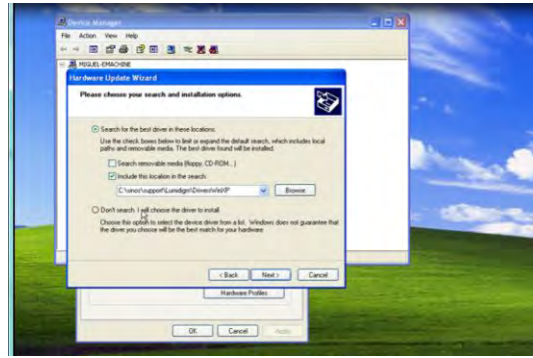 Device Manager
File Action View Help
MIGUEL-EMACHINE
Hardware Update Wizard
Please choose your search and installation options.
Search for the best driver in these locations.
Use the check boxes below to limit or expand the default search, which includes local
paths and removable media. The best driver found will be installed.
Search removable media (floppy, CD-ROM...)
Include this location in the search:
Browse
Don't search. I will choose the driver to install.
Choose this option to select the device driver from a list. Windows does not guarantee that
the driver you choose will be the best match for your hardware.
< Back Next > Cancel
Hardware Profiles
OK Cancel Apply